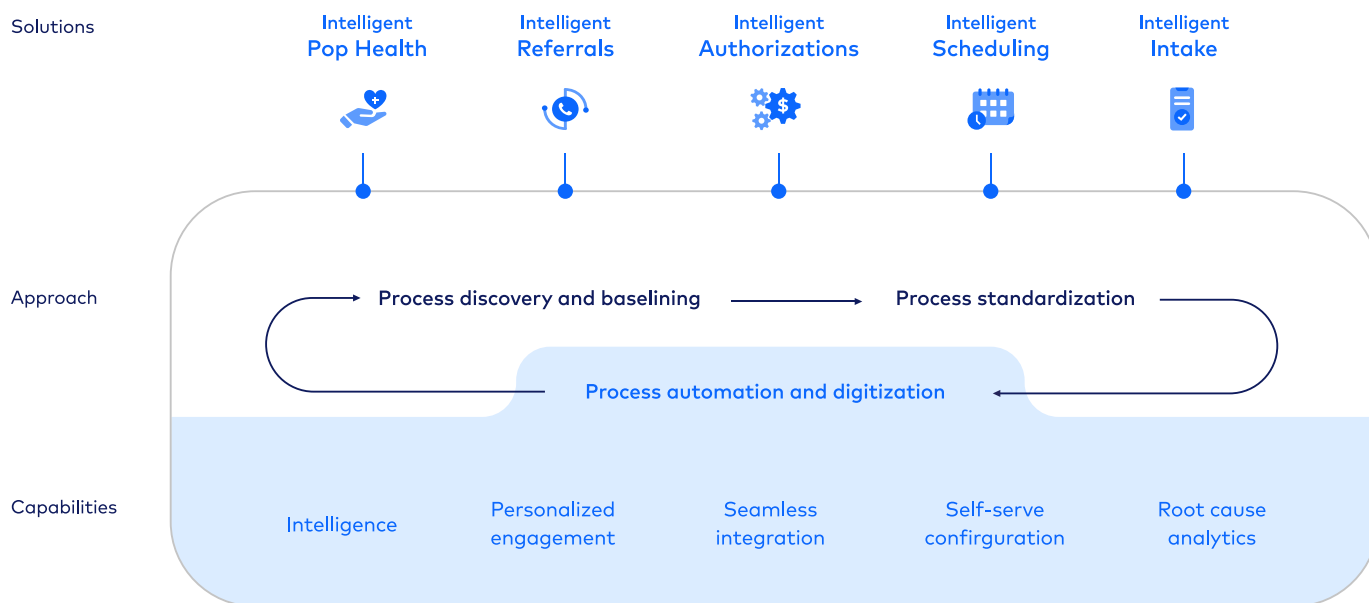 Solutions
Intelligent
Pop Health
Intelligent
Referrals
Intelligent
Authorizations
Intelligent
Scheduling
Intelligent
Intake
$
Approach
Process discovery and baselining
Process standardization
Process automation and digitization
Capabilities
Intelligence
Personalized
engagement
Seamless
integration
Self-serve
confirguration
Root cause
analytics